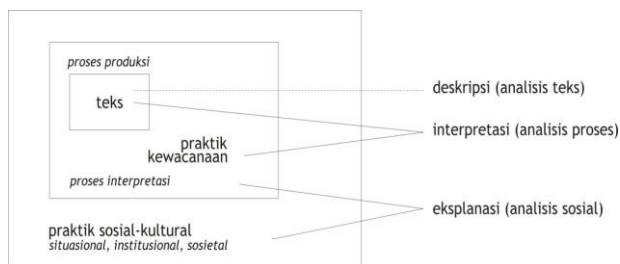 proses produksi
teks
deskripsi (analisis teks)
praktik
kewacanaan
interpretasi (analisis proses)
proses interpretasi
eksplanasi (analisis sosial)
praktik sosial-kultural
situasional, institusional, sosietal